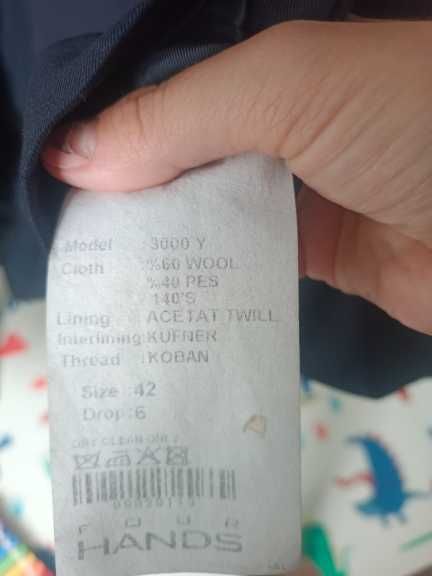 Model :3000 Y
Cloth :%60 WOOL
%40 PES
140'S
Lining : ACETAT TWILL
Interlining:KUFNER
Thread :KOBAN
Size :42
Drop:6
DRY CLEAN ONLY
FOUR
HANDS